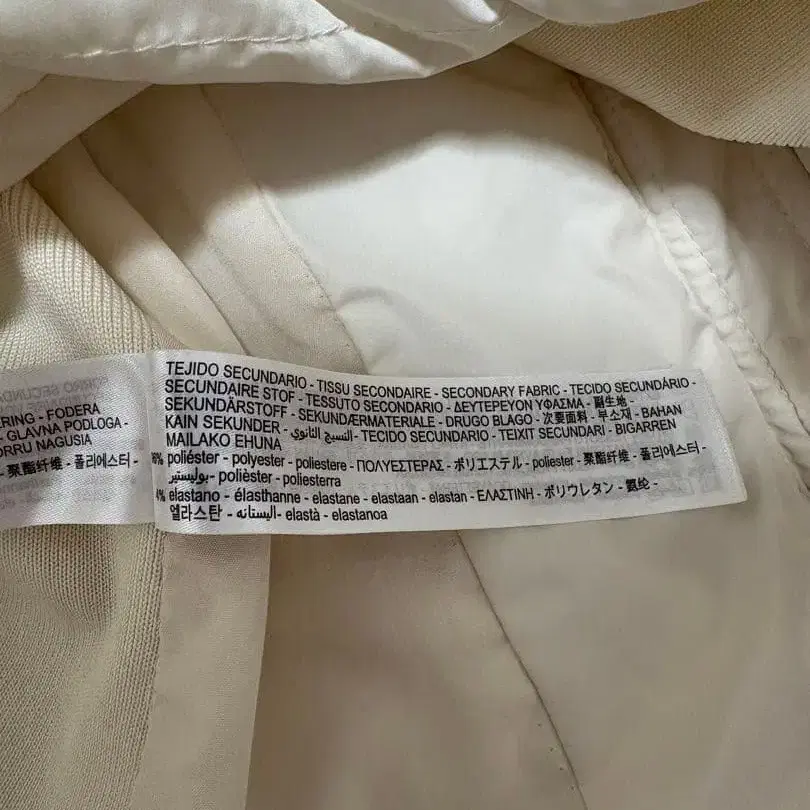 ERING - FODERA
- GLAVNA PODLOGA -
ORRU NAGUSIA
- 聚酯纤维 - 폴리에스터 -
TEJIDO SECUNDARIO - TISSU SECONDAIRE - SECONDARY FABRIC - TECIDO SECUNDÁRIO -
SECUNDAIRE STOF - TESSUTO SECONDARIO - ΔΕΥΤΕΡΕΥΟΝ ΥΦΑΣΜΑ - 副生地 -
SEKUNDÄRSTOFF - SEKUNDÆRMATERIALE - DRUGO BLAGO - 次要面料 - 부소재 - BAHAN
KAIN SEKUNDER - النسيج الثانوي - TECIDO SECUNDARIO - TEIXIT SECUNDARI - BIGARREN
MAILAKO EHUNA
96% poliéster - polyester - poliestere - ΠΟΛΥΕΣΤΕΡΑΣ - ポリエステル - poliester - 聚酯纤维 - 폴리에스터 -
بوليستير - polièster - poliesterra
4% elastano - élasthanne - elastane - elastaan - elastan - ΕΛΑΣΤΙΝΗ - ポリウレタン - 氨纶 -
엘라스탄 - اليستانه - elastà - elastanoa